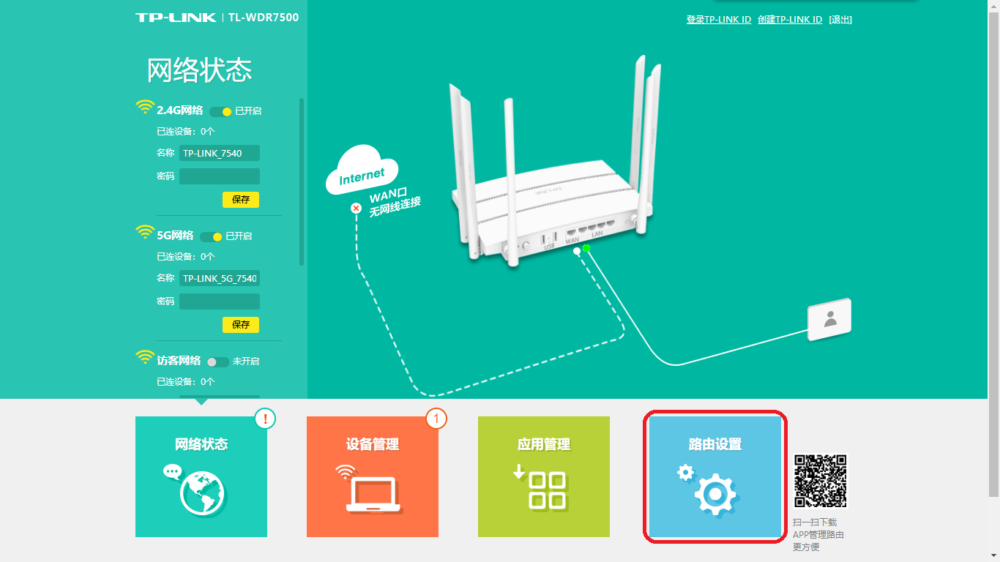 TP-LINK | TL-WDR7500
登录TP-LINK ID 创建TP-LINK ID [退出]
网络状态
2.4G网络 已开启
已连设备：0个
名称 TP-LINK_7540
密码
保存
5G网络 已开启
已连设备：0个
名称 TP-LINK_5G_7540
密码
保存
访客网络 未开启
已连设备：0个
Internet
WAN口
无网线连接
TP-LINK
USB WAN LAN
网络状态
!
设备管理
1
应用管理
路由设置
扫一扫下载
APP管理路由
更方便